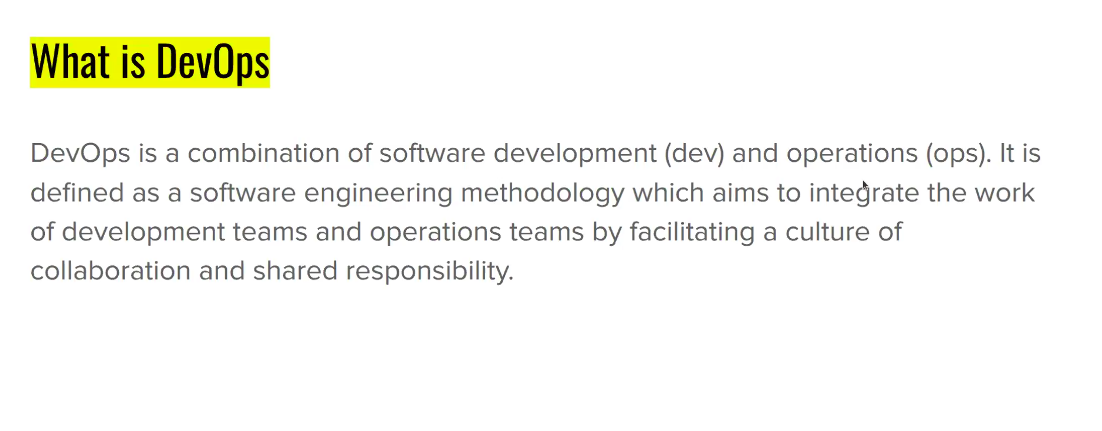 What is DevOps
DevOps is a combination of software development (dev) and operations (ops). It is
defined as a software engineering methodology which aims to integrate the work
of development teams and operations teams by facilitating a culture of
collaboration and shared responsibility.